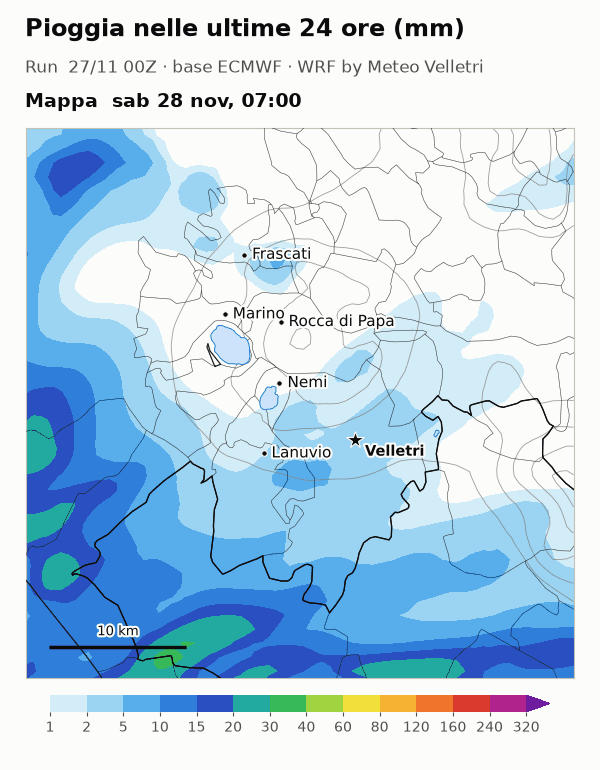 Pioggia nelle ultime 24 ore (mm)
Run 27/11 00Z · base ECMWF · WRF by Meteo Velletri
Mappa sab 28 nov, 07:00
Frascati
Marino
Rocca di Papa
Nemi
Velletri
Lanuvio
10 km
1 2 5 10 15 20 30 40 60 80 120 160 240 320